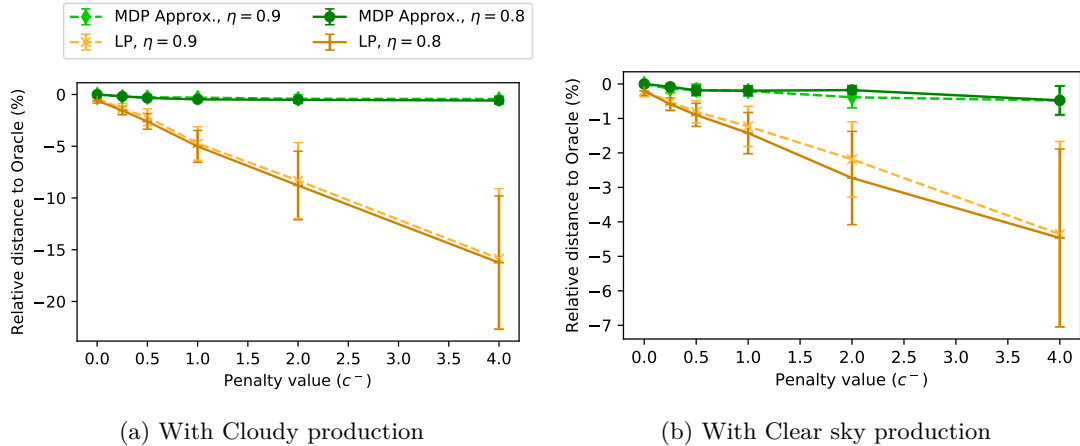 MDP Approx., η = 0.9
MDP Approx., η = 0.8
LP, η = 0.9
LP, η = 0.8
Relative distance to Oracle (%)
0
−5
−10
−15
−20
0.0 0.5 1.0 1.5 2.0 2.5 3.0 3.5 4.0
Penalty value (c⁻)
(a) With Cloudy production
Relative distance to Oracle (%)
0
−1
−2
−3
−4
−5
−6
−7
0.0 0.5 1.0 1.5 2.0 2.5 3.0 3.5 4.0
Penalty value (c⁻)
(b) With Clear sky production